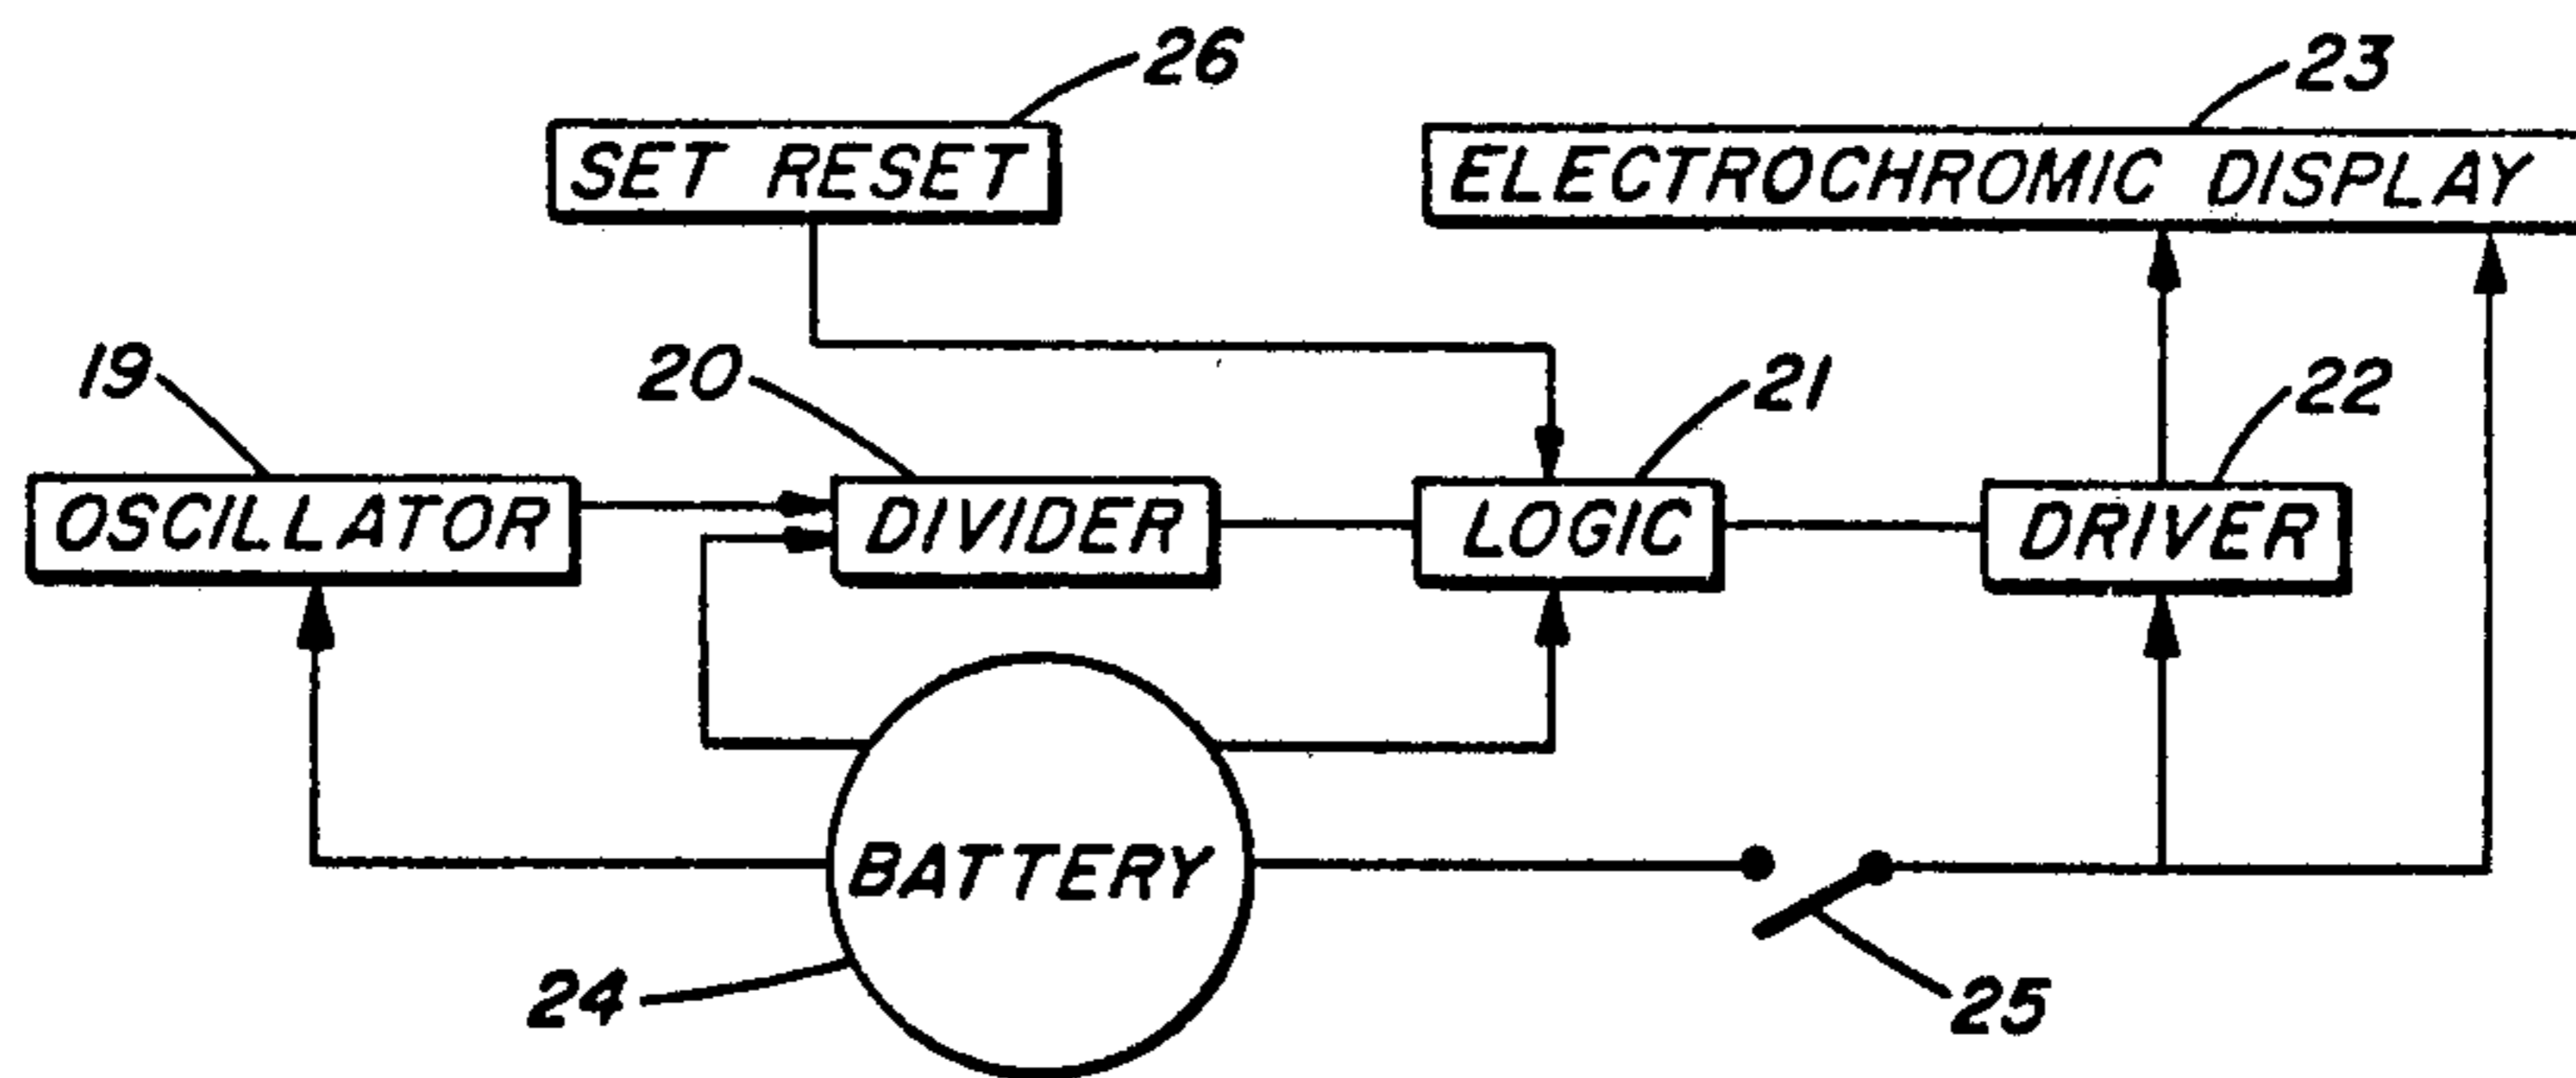 26
23
SET RESET
ELECTROCHROMIC DISPLAY
19
20
21
22
OSCILLATOR
DIVIDER
LOGIC
DRIVER
BATTERY
24
25